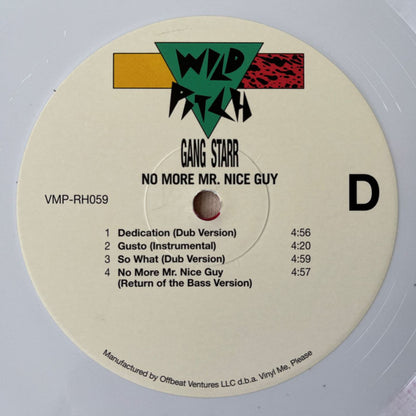 WILD
PITCH
GANG STARR
NO MORE MR. NICE GUY
VMP-RH059
D
1 Dedication (Dub Version) 4:56
2 Gusto (Instrumental) 4:20
3 So What (Dub Version) 4:59
4 No More Mr. Nice Guy 4:57
(Return of the Bass Version)
Manufactured by Offbeat Ventures LLC d.b.a. Vinyl Me, Please